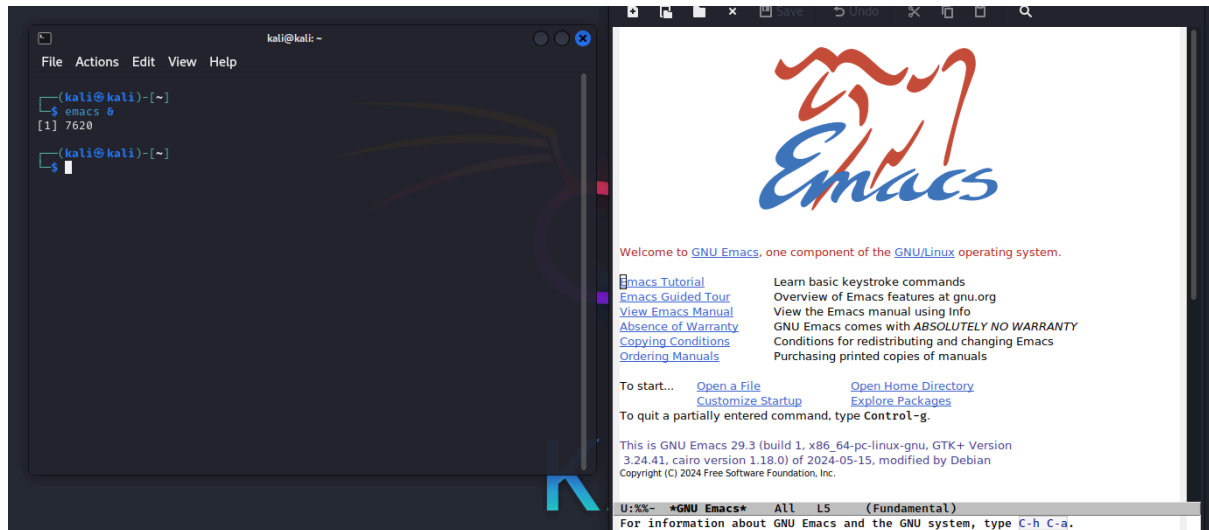 kali@kali: ~
File Actions Edit View Help
┌──(kali㉿kali)-[~]
└─$ emacs &
[1] 7620
┌──(kali㉿kali)-[~]
└─$
Save Undo
Emacs
Welcome to GNU Emacs, one component of the GNU/Linux operating system.
Emacs Tutorial Learn basic keystroke commands
Emacs Guided Tour Overview of Emacs features at gnu.org
View Emacs Manual View the Emacs manual using Info
Absence of Warranty GNU Emacs comes with ABSOLUTELY NO WARRANTY
Copying Conditions Conditions for redistributing and changing Emacs
Ordering Manuals Purchasing printed copies of manuals
To start... Open a File Open Home Directory
Customize Startup Explore Packages
To quit a partially entered command, type Control-g.
This is GNU Emacs 29.3 (build 1, x86_64-pc-linux-gnu, GTK+ Version
3.24.41, cairo version 1.18.0) of 2024-05-15, modified by Debian
Copyright (C) 2024 Free Software Foundation, Inc.
U:%%- *GNU Emacs* All L5 (Fundamental)
For information about GNU Emacs and the GNU system, type C-h C-a.